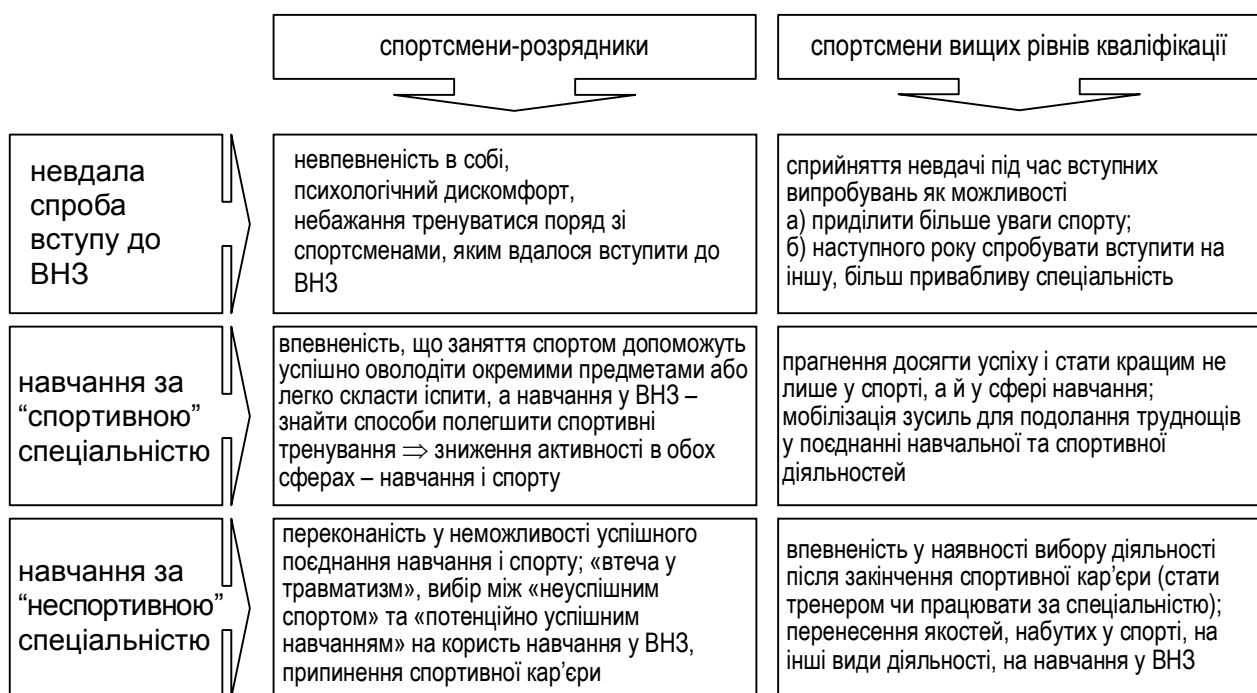 спортсмени-розрядники
спортсмени вищих рівнів кваліфікації
невдала
спроба
вступу до
ВНЗ
невпевненість в собі,
психологічний дискомфорт,
небажання тренуватися поряд зі
спортсменами, яким вдалося вступити до
ВНЗ
сприйняття невдачі під час вступних
випробувань як можливості
а) приділити більше уваги спорту;
б) наступного року спробувати вступити на
іншу, більш привабливу спеціальність
навчання за
“спортивною”
спеціальністю
впевненість, що заняття спортом допоможуть
успішно оволодіти окремими предметами або
легко скласти іспити, а навчання у ВНЗ –
знайти способи полегшити спортивні
тренування ⇒ зниження активності в обох
сферах – навчання і спорту
прагнення досягти успіху і стати кращим не
лише у спорті, а й у сфері навчання;
мобілізація зусиль для подолання труднощів
у поєднанні навчальної та спортивної
діяльностей
навчання за
“неспортивною”
спеціальністю
переконаність у неможливості успішного
поєднання навчання і спорту; «втеча у
травматизм», вибір між «неуспішним
спортом» та «потенційно успішним
навчанням» на користь навчання у ВНЗ,
припинення спортивної кар’єри
впевненість у наявності вибору діяльності
після закінчення спортивної кар’єри (стати
тренером чи працювати за спеціальністю);
перенесення якостей, набутих у спорті, на
інші види діяльності, на навчання у ВНЗ